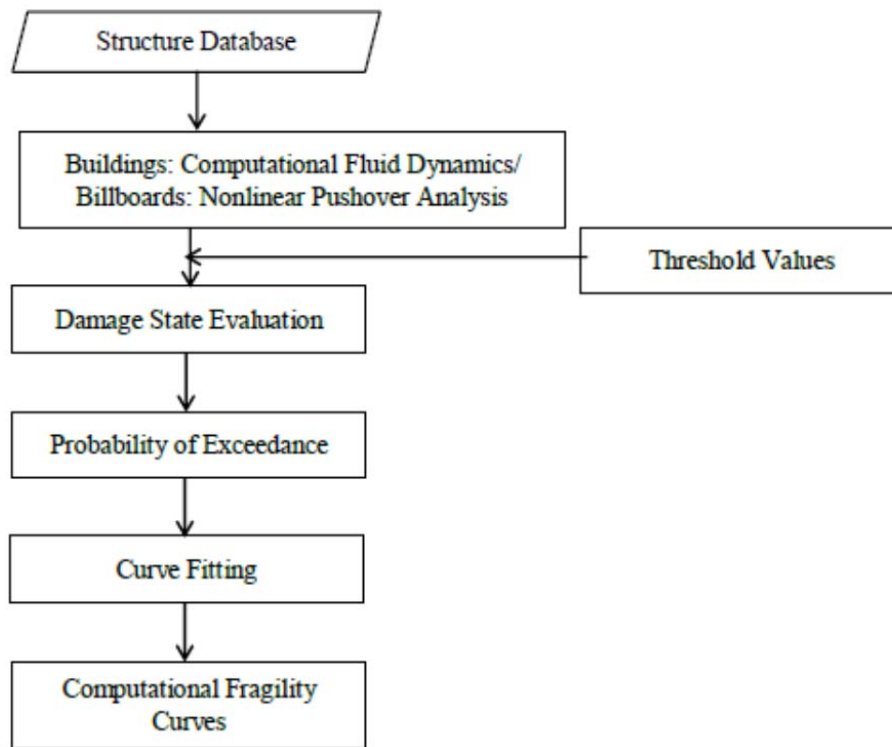 Structure Database
Buildings: Computational Fluid Dynamics/
Billboards: Nonlinear Pushover Analysis
Threshold Values
Damage State Evaluation
Probability of Exceedance
Curve Fitting
Computational Fragility
Curves